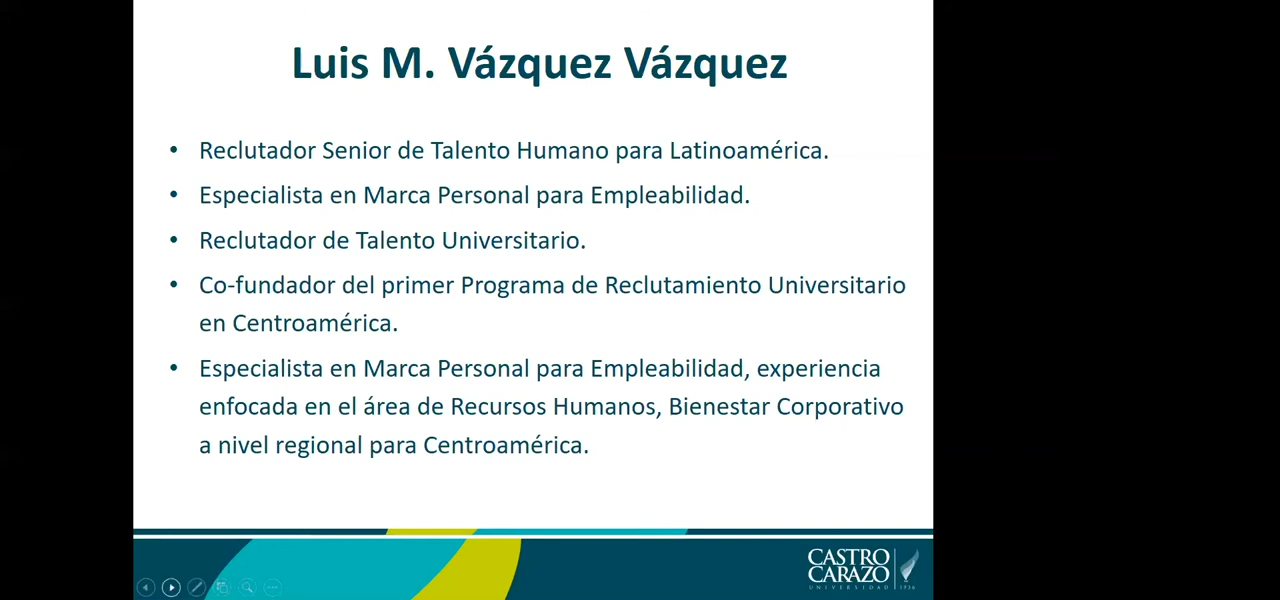 Luis M. Vázquez Vázquez
• Reclutador Senior de Talento Humano para Latinoamérica.
• Especialista en Marca Personal para Empleabilidad.
• Reclutador de Talento Universitario.
• Co-fundador del primer Programa de Reclutamiento Universitario
en Centroamérica.
• Especialista en Marca Personal para Empleabilidad, experiencia
enfocada en el área de Recursos Humanos, Bienestar Corporativo
a nivel regional para Centroamérica.
CASTRO
CARAZO
UNIVERSIDAD 1936